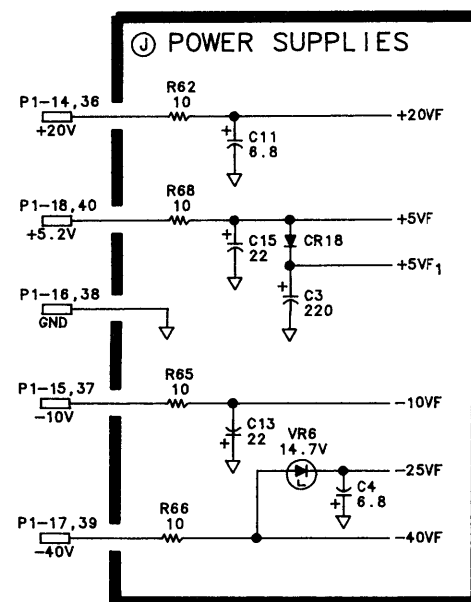 J POWER SUPPLIES
P1-14,36
+20V
R62
10
+20VF
+
C11
6.8
P1-18,40
+5.2V
R68
10
+5VF
+
C15
22
CR18
+5VF1
+
C3
220
P1-16,38
GND
P1-15,37
-10V
R65
10
-10VF
+
C13
22
VR6
14.7V
-25VF
+
C4
6.8
P1-17,39
-40V
R66
10
-40VF